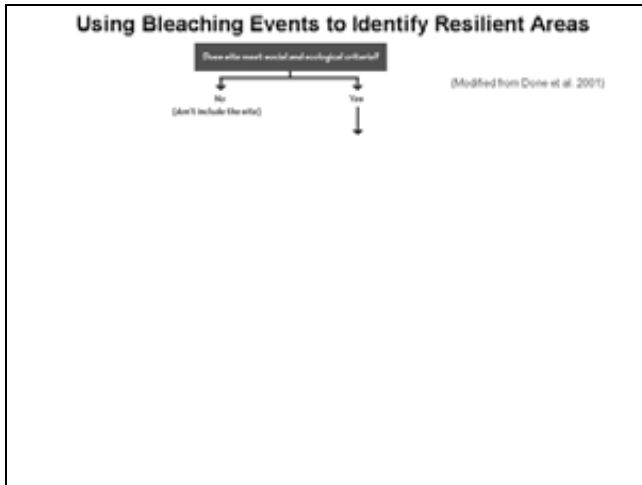 Using Bleaching Events to Identify Resilient Areas
Does site meet social and ecological criteria?
(Modified from Done et al. 2001)
No
Yes
(don't include the site)